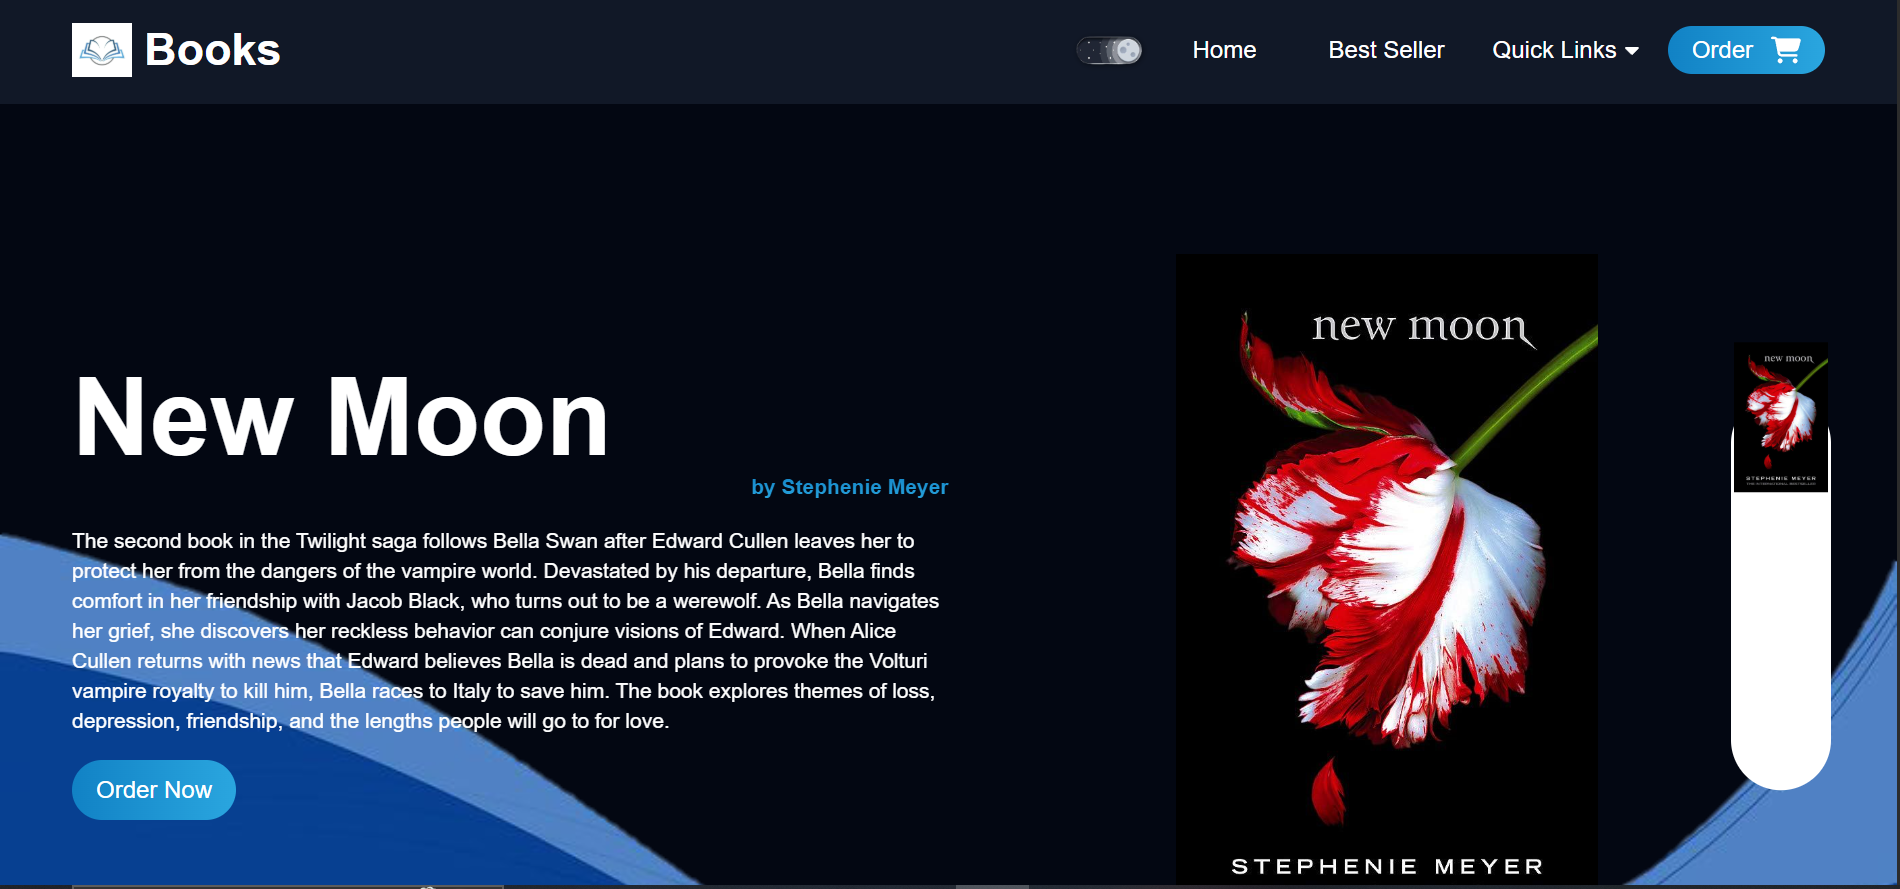 Books
Home
Best Seller
Quick Links
Order
New Moon
by Stephenie Meyer
The second book in the Twilight saga follows Bella Swan after Edward Cullen leaves her to
protect her from the dangers of the vampire world. Devastated by his departure, Bella finds
comfort in her friendship with Jacob Black, who turns out to be a werewolf. As Bella navigates
her grief, she discovers her reckless behavior can conjure visions of Edward. When Alice
Cullen returns with news that Edward believes Bella is dead and plans to provoke the Volturi
vampire royalty to kill him, Bella races to Italy to save him. The book explores themes of loss,
depression, friendship, and the lengths people will go to for love.
Order Now
new moon
STEPHENIE MEYER
new moon
STEPHENIE MEYER
THE INTERNATIONAL BESTSELLER